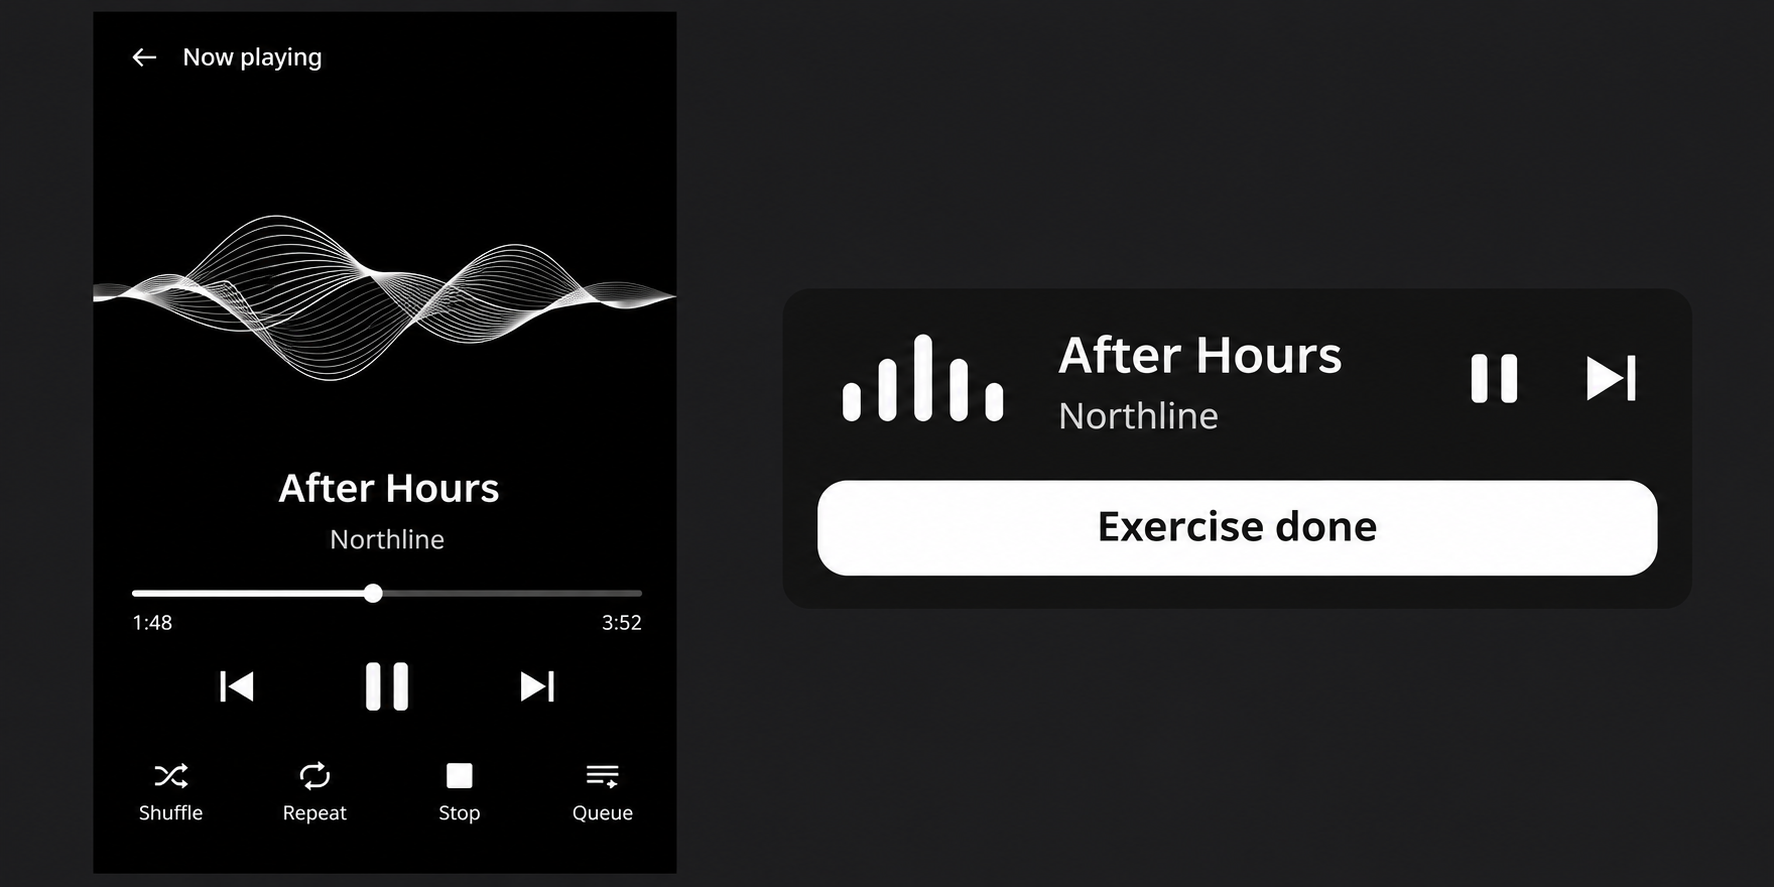 Now playing
After Hours
Northline
1:48
3:52
Shuffle
Repeat
Stop
Queue
After Hours
Northline
Exercise done